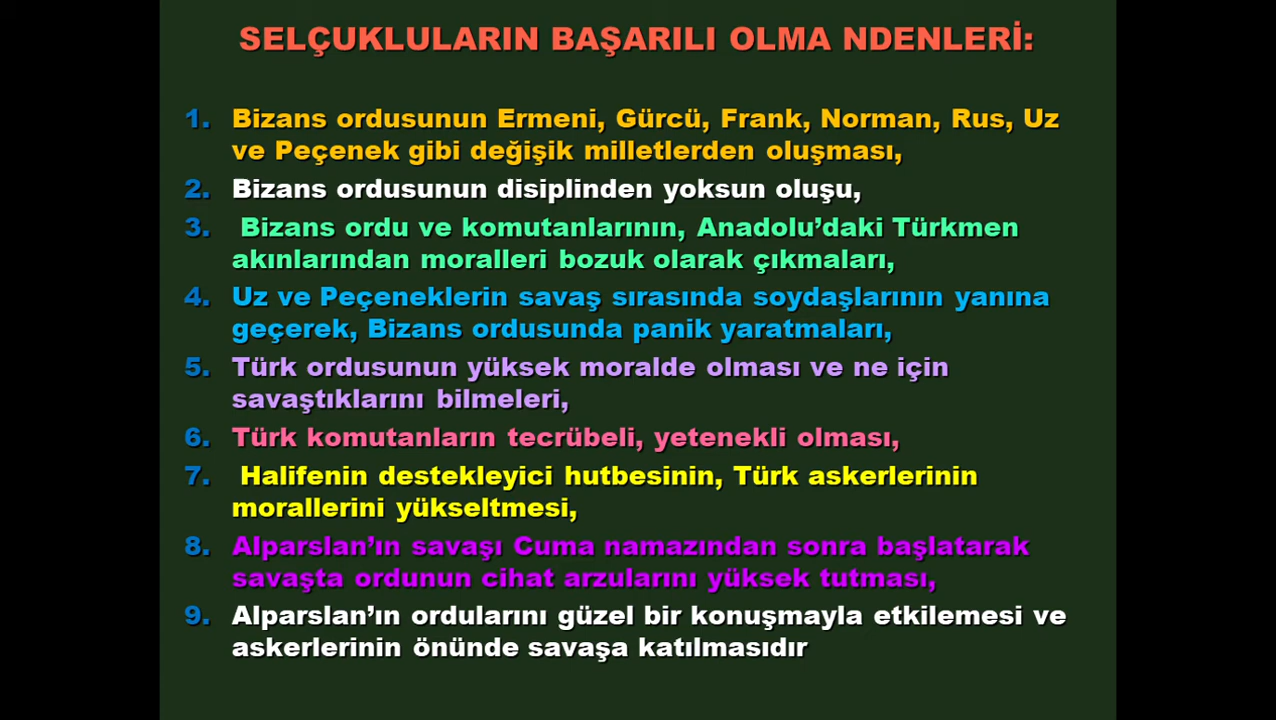 SELÇUKLULARIN BAŞARILI OLMA NDENLERİ:
1. Bizans ordusunun Ermeni, Gürcü, Frank, Norman, Rus, Uz
ve Peçenek gibi değişik milletlerden oluşması,
2. Bizans ordusunun disiplinden yoksun oluşu,
3. Bizans ordu ve komutanlarının, Anadolu’daki Türkmen
akınlarından moralleri bozuk olarak çıkmaları,
4. Uz ve Peçeneklerin savaş sırasında soydaşlarının yanına
geçerek, Bizans ordusunda panik yaratmaları,
5. Türk ordusunun yüksek moralde olması ve ne için
savaştıklarını bilmeleri,
6. Türk komutanların tecrübeli, yetenekli olması,
7. Halifenin destekleyici hutbesinin, Türk askerlerinin
morallerini yükseltmesi,
8. Alparslan’ın savaşı Cuma namazından sonra başlatarak
savaşta ordunun cihat arzularını yüksek tutması,
9. Alparslan’ın ordularını güzel bir konuşmayla etkilemesi ve
askerlerinin önünde savaşa katılmasıdır